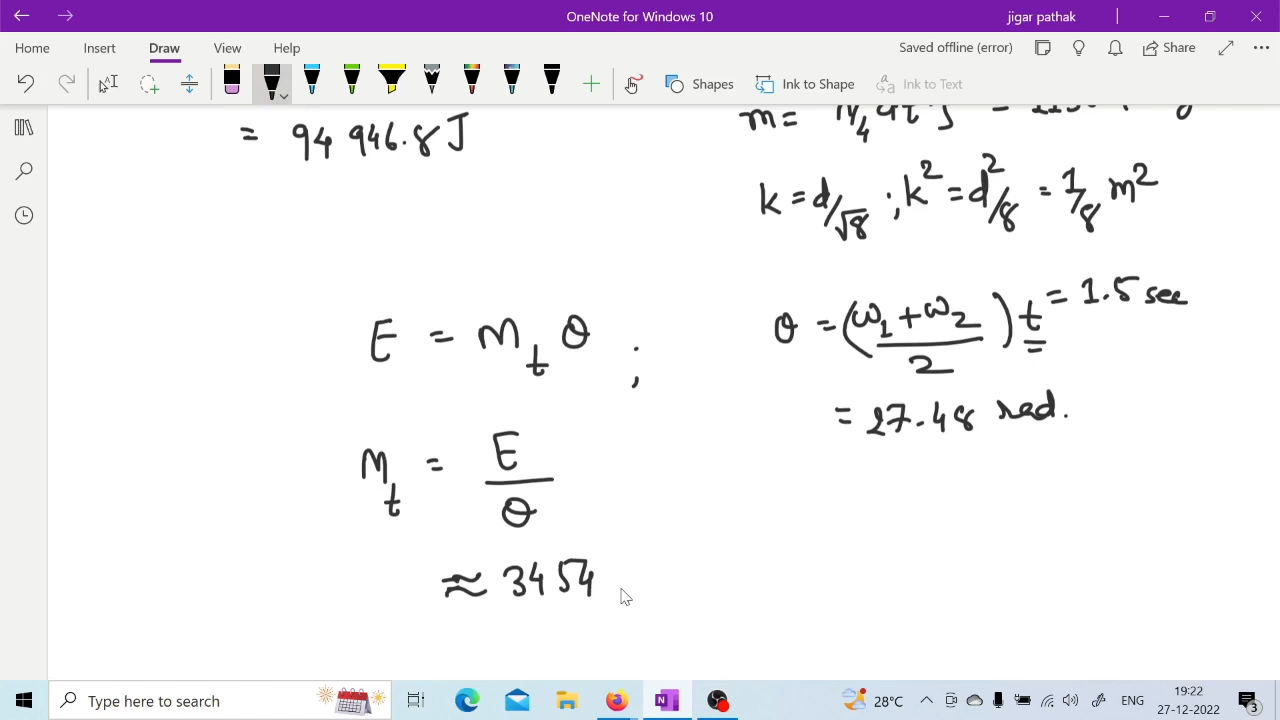 OneNote for Windows 10
jigar pathak
Home Insert Draw View Help
Saved offline (error)
Share
Shapes
Ink to Shape
Ink to Text
= 94 946.8 J
m =
k = d/√8 ; k² = d²/8 = 1/8 m²
E = Mt θ ;
θ = (ω1 + ω2 / 2) t = 1.5 sec
= 27.48 rad.
Mt = E / θ
≈ 3454
Type here to search
28°C
ENG
19:22
27-12-2022
3